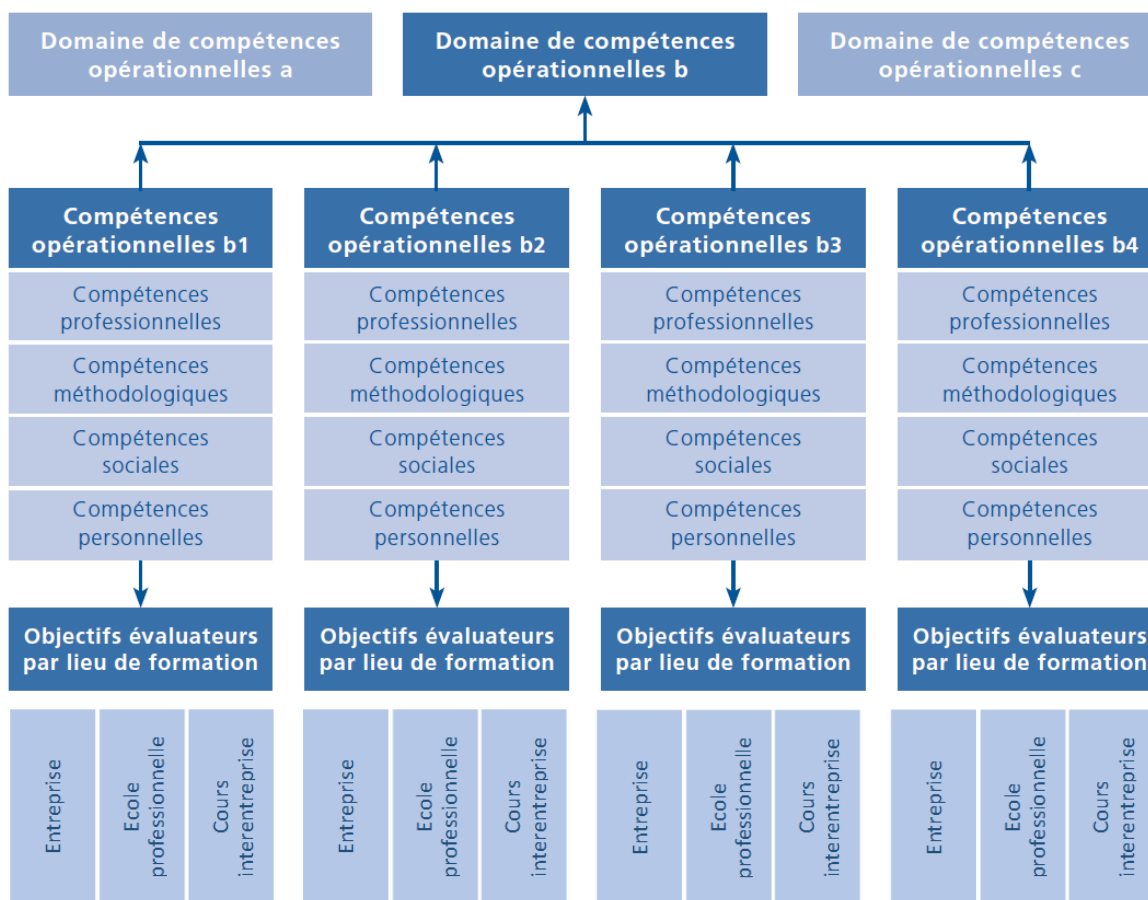 Domaine de compétences
opérationnelles a
Domaine de compétences
opérationnelles b
Domaine de compétences
opérationnelles c
Compétences
opérationnelles b1
Compétences
professionnelles
Compétences
méthodologiques
Compétences
sociales
Compétences
personnelles
Objectifs évaluateurs
par lieu de formation
Entreprise
Ecole
professionnelle
Cours
interentreprise
Compétences
opérationnelles b2
Compétences
professionnelles
Compétences
méthodologiques
Compétences
sociales
Compétences
personnelles
Objectifs évaluateurs
par lieu de formation
Entreprise
Ecole
professionnelle
Cours
interentreprise
Compétences
opérationnelles b3
Compétences
professionnelles
Compétences
méthodologiques
Compétences
sociales
Compétences
personnelles
Objectifs évaluateurs
par lieu de formation
Entreprise
Ecole
professionnelle
Cours
interentreprise
Compétences
opérationnelles b4
Compétences
professionnelles
Compétences
méthodologiques
Compétences
sociales
Compétences
personnelles
Objectifs évaluateurs
par lieu de formation
Entreprise
Ecole
professionnelle
Cours
interentreprise